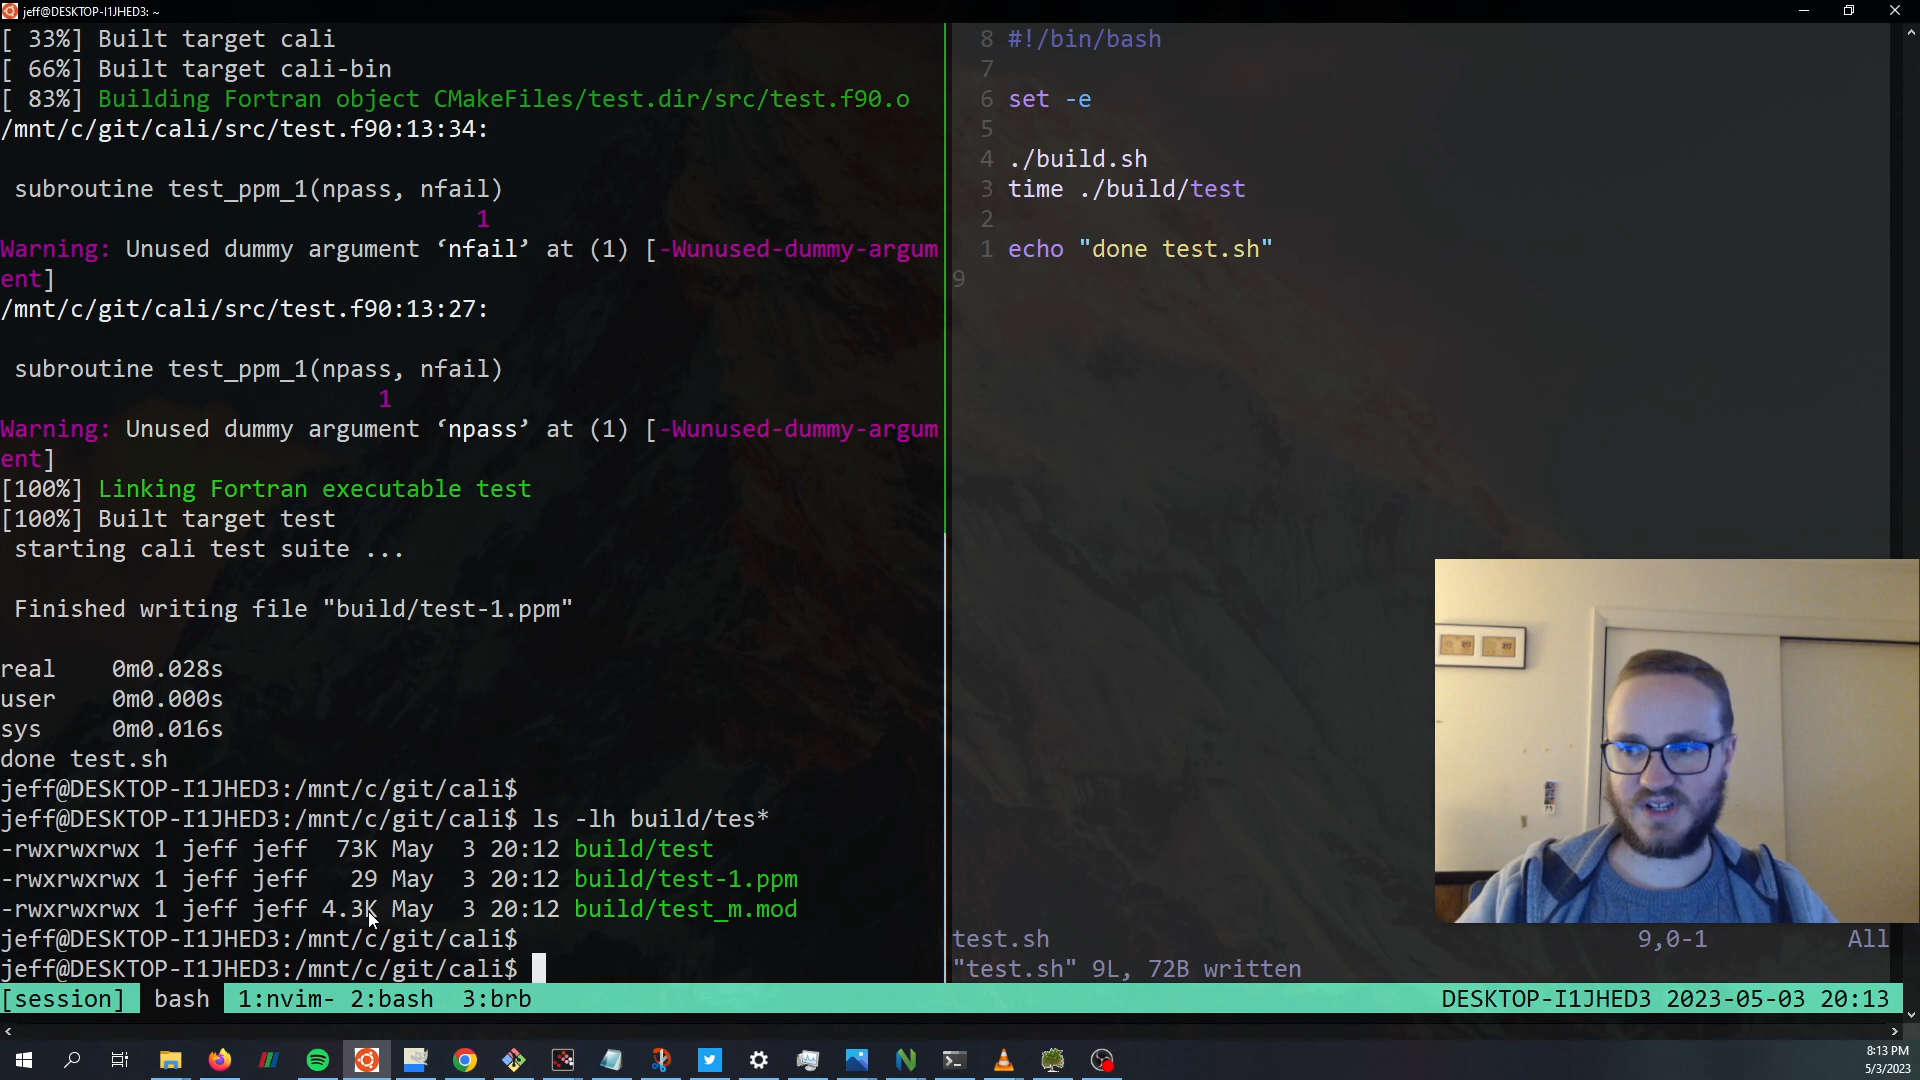 jeff@DESKTOP-I1JHED3: ~
[ 33%] Built target cali
[ 66%] Built target cali-bin
[ 83%] Building Fortran object CMakeFiles/test.dir/src/test.f90.o
/mnt/c/git/cali/src/test.f90:13:34:
subroutine test_ppm_1(npass, nfail)
1
Warning: Unused dummy argument ‘nfail’ at (1) [-Wunused-dummy-argum
ent]
/mnt/c/git/cali/src/test.f90:13:27:
subroutine test_ppm_1(npass, nfail)
1
Warning: Unused dummy argument ‘npass’ at (1) [-Wunused-dummy-argum
ent]
[100%] Linking Fortran executable test
[100%] Built target test
starting cali test suite ...
Finished writing file "build/test-1.ppm"
real 0m0.028s
user 0m0.000s
sys 0m0.016s
done test.sh
jeff@DESKTOP-I1JHED3:/mnt/c/git/cali$
jeff@DESKTOP-I1JHED3:/mnt/c/git/cali$ ls -lh build/tes*
-rwxrwxrwx 1 jeff jeff 73K May 3 20:12 build/test
-rwxrwxrwx 1 jeff jeff 29 May 3 20:12 build/test-1.ppm
-rwxrwxrwx 1 jeff jeff 4.3K May 3 20:12 build/test_m.mod
jeff@DESKTOP-I1JHED3:/mnt/c/git/cali$
jeff@DESKTOP-I1JHED3:/mnt/c/git/cali$
8 #!/bin/bash
7
6 set -e
5
4 ./build.sh
3 time ./build/test
2
1 echo "done test.sh"
9
test.sh 9,0-1 All
"test.sh" 9L, 72B written
[session] bash 1:nvim- 2:bash 3:brb DESKTOP-I1JHED3 2023-05-03 20:13
8:13 PM
5/3/2023